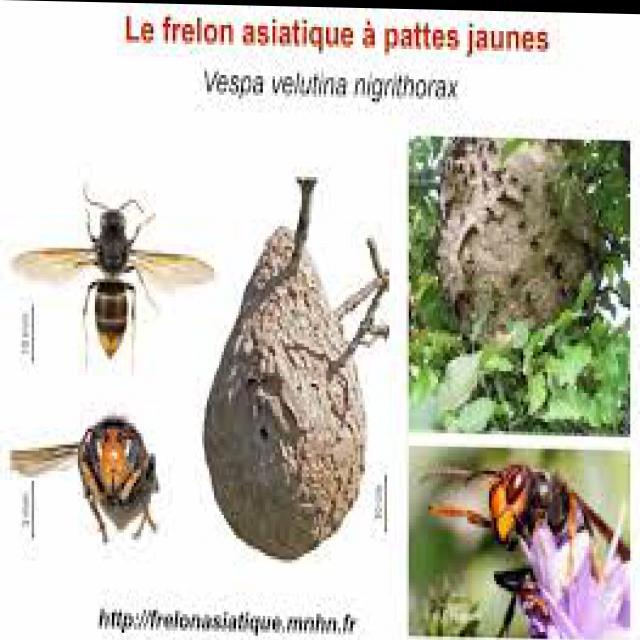 Le frelon asiatique à pattes jaunes
Vespa velutina nigrithorax
http://frelonasiatique.mnhn.fr